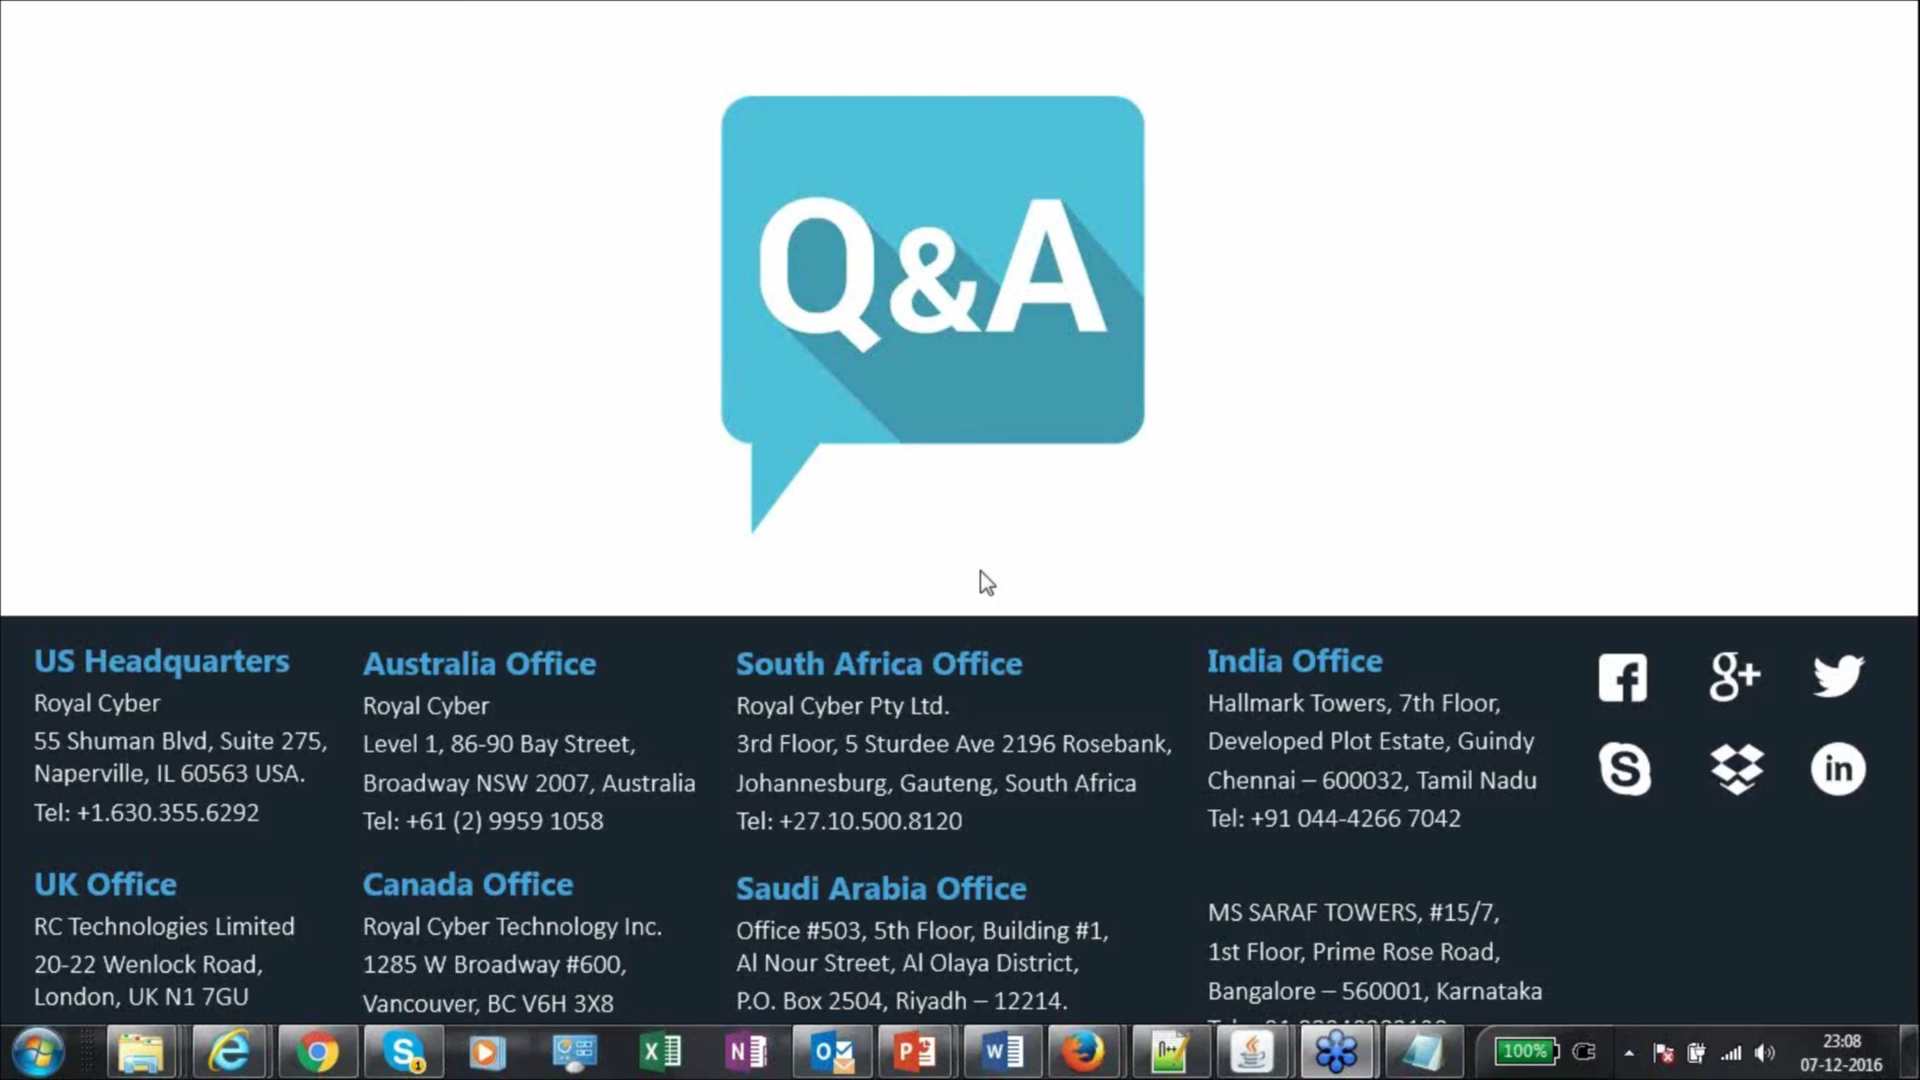 Q&A
US Headquarters
Royal Cyber
55 Shuman Blvd, Suite 275,
Naperville, IL 60563 USA.
Tel: +1.630.355.6292
Australia Office
Royal Cyber
Level 1, 86-90 Bay Street,
Broadway NSW 2007, Australia
Tel: +61 (2) 9959 1058
South Africa Office
Royal Cyber Pty Ltd.
3rd Floor, 5 Sturdee Ave 2196 Rosebank,
Johannesburg, Gauteng, South Africa
Tel: +27.10.500.8120
India Office
Hallmark Towers, 7th Floor,
Developed Plot Estate, Guindy
Chennai – 600032, Tamil Nadu
Tel: +91 044-4266 7042
UK Office
RC Technologies Limited
20-22 Wenlock Road,
London, UK N1 7GU
Canada Office
Royal Cyber Technology Inc.
1285 W Broadway #600,
Vancouver, BC V6H 3X8
Saudi Arabia Office
Office #503, 5th Floor, Building #1,
Al Nour Street, Al Olaya District,
P.O. Box 2504, Riyadh – 12214.
MS SARAF TOWERS, #15/7,
1st Floor, Prime Rose Road,
Bangalore – 560001, Karnataka
100%
23:08
07-12-2016